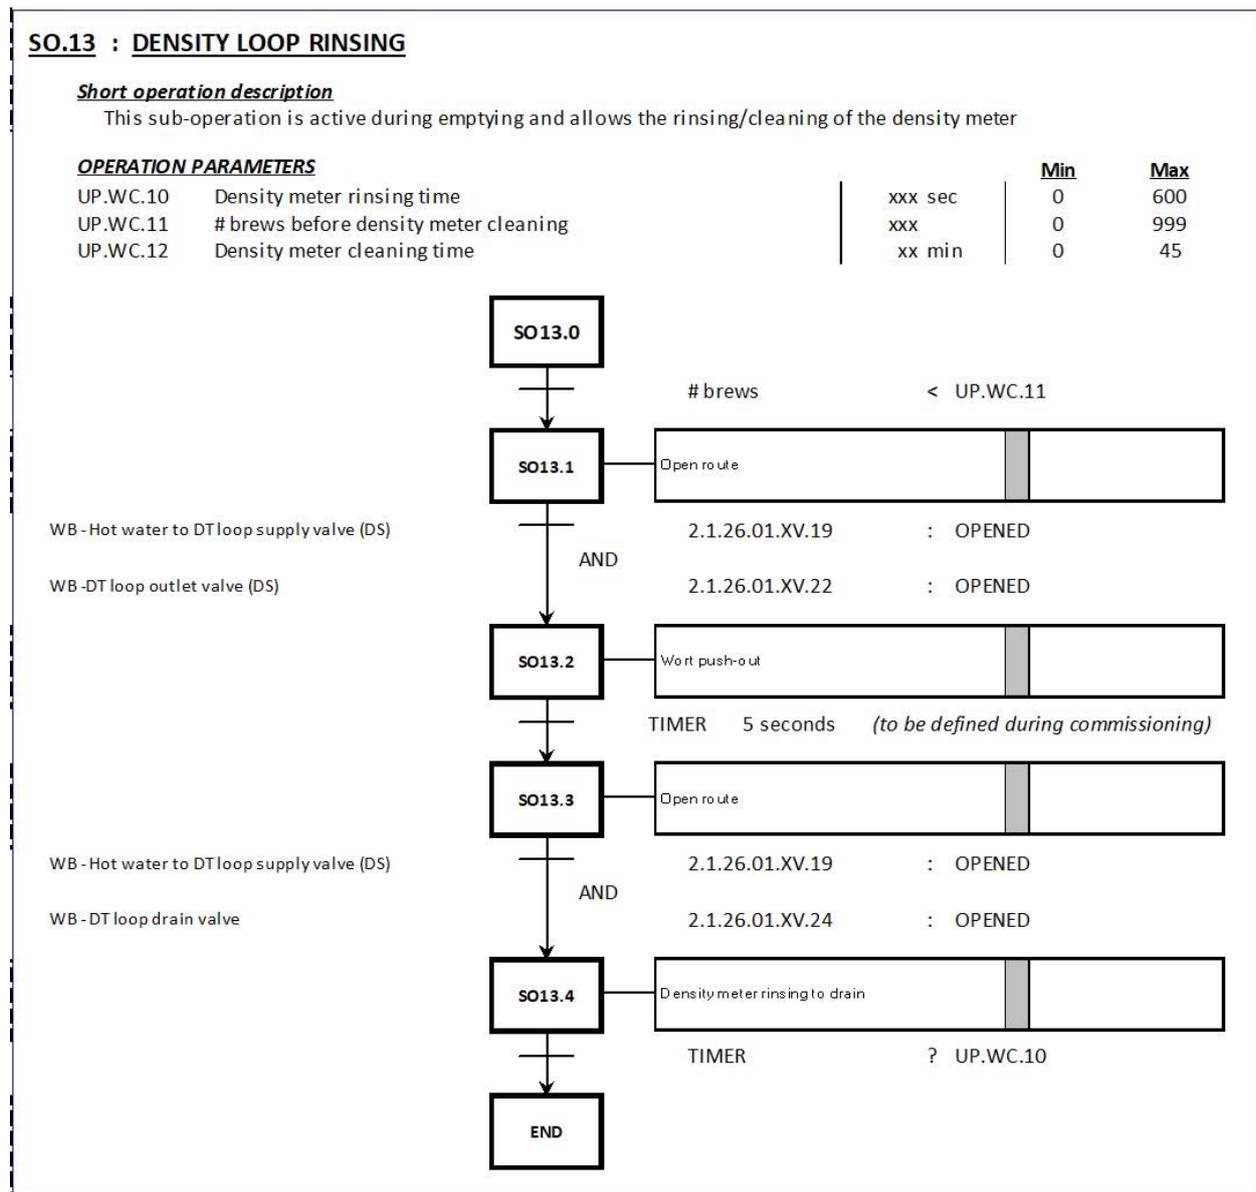 SO.13 : DENSITY LOOP RINSING
Short operation description
This sub-operation is active during emptying and allows the rinsing/cleaning of the density meter
OPERATION PARAMETERS Min Max
UP.WC.10 Density meter rinsing time xxx sec 0 600
UP.WC.11 # brews before density meter cleaning xxx 0 999
UP.WC.12 Density meter cleaning time xx min 0 45
SO13.0
# brews < UP.WC.11
SO13.1 Open route
WB - Hot water to DT loop supply valve (DS) 2.1.26.01.XV.19 : OPENED
AND
WB -DT loop outlet valve (DS) 2.1.26.01.XV.22 : OPENED
SO13.2 Wort push-out
TIMER 5 seconds (to be defined during commissioning)
SO13.3 Open route
WB - Hot water to DT loop supply valve (DS) 2.1.26.01.XV.19 : OPENED
AND
WB - DT loop drain valve 2.1.26.01.XV.24 : OPENED
SO13.4 Density meter rinsing to drain
TIMER ? UP.WC.10
END